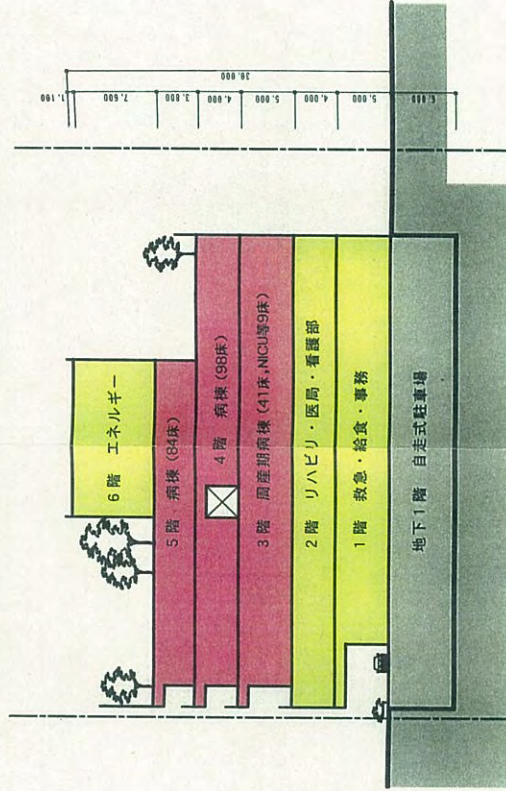 6階 エネルギー
5階 病棟(84床)
4階 病棟(98床)
3階 周産期病棟(41床,NICU等9床)
2階 リハビリ・医局・看護部
1階 救急・給食・事務
地下1階 自走式駐車場
1.100
7.600
3.800
4.000
5.000
4.000
5.000
30.000